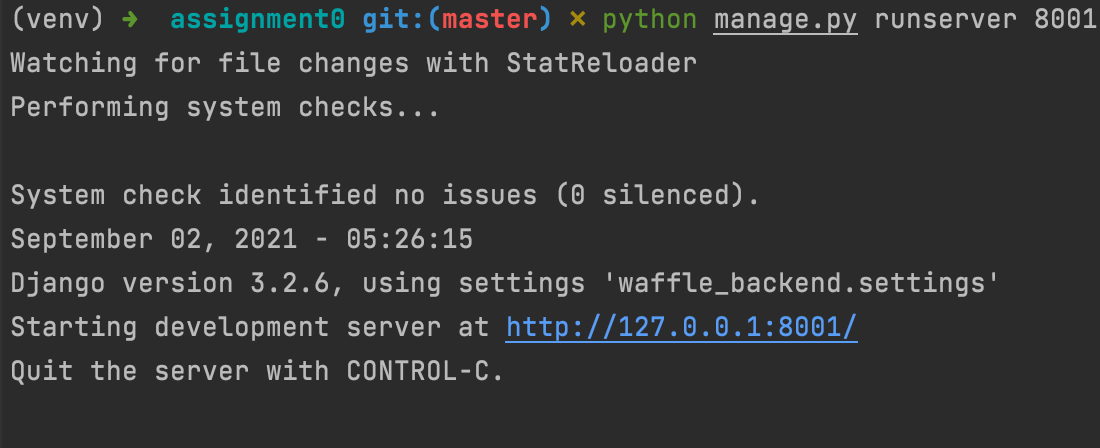 (venv) ➜  assignment0 git:(master) ✗ python manage.py runserver 8001
Watching for file changes with StatReloader
Performing system checks...
System check identified no issues (0 silenced).
September 02, 2021 - 05:26:15
Django version 3.2.6, using settings 'waffle_backend.settings'
Starting development server at http://127.0.0.1:8001/
Quit the server with CONTROL-C.